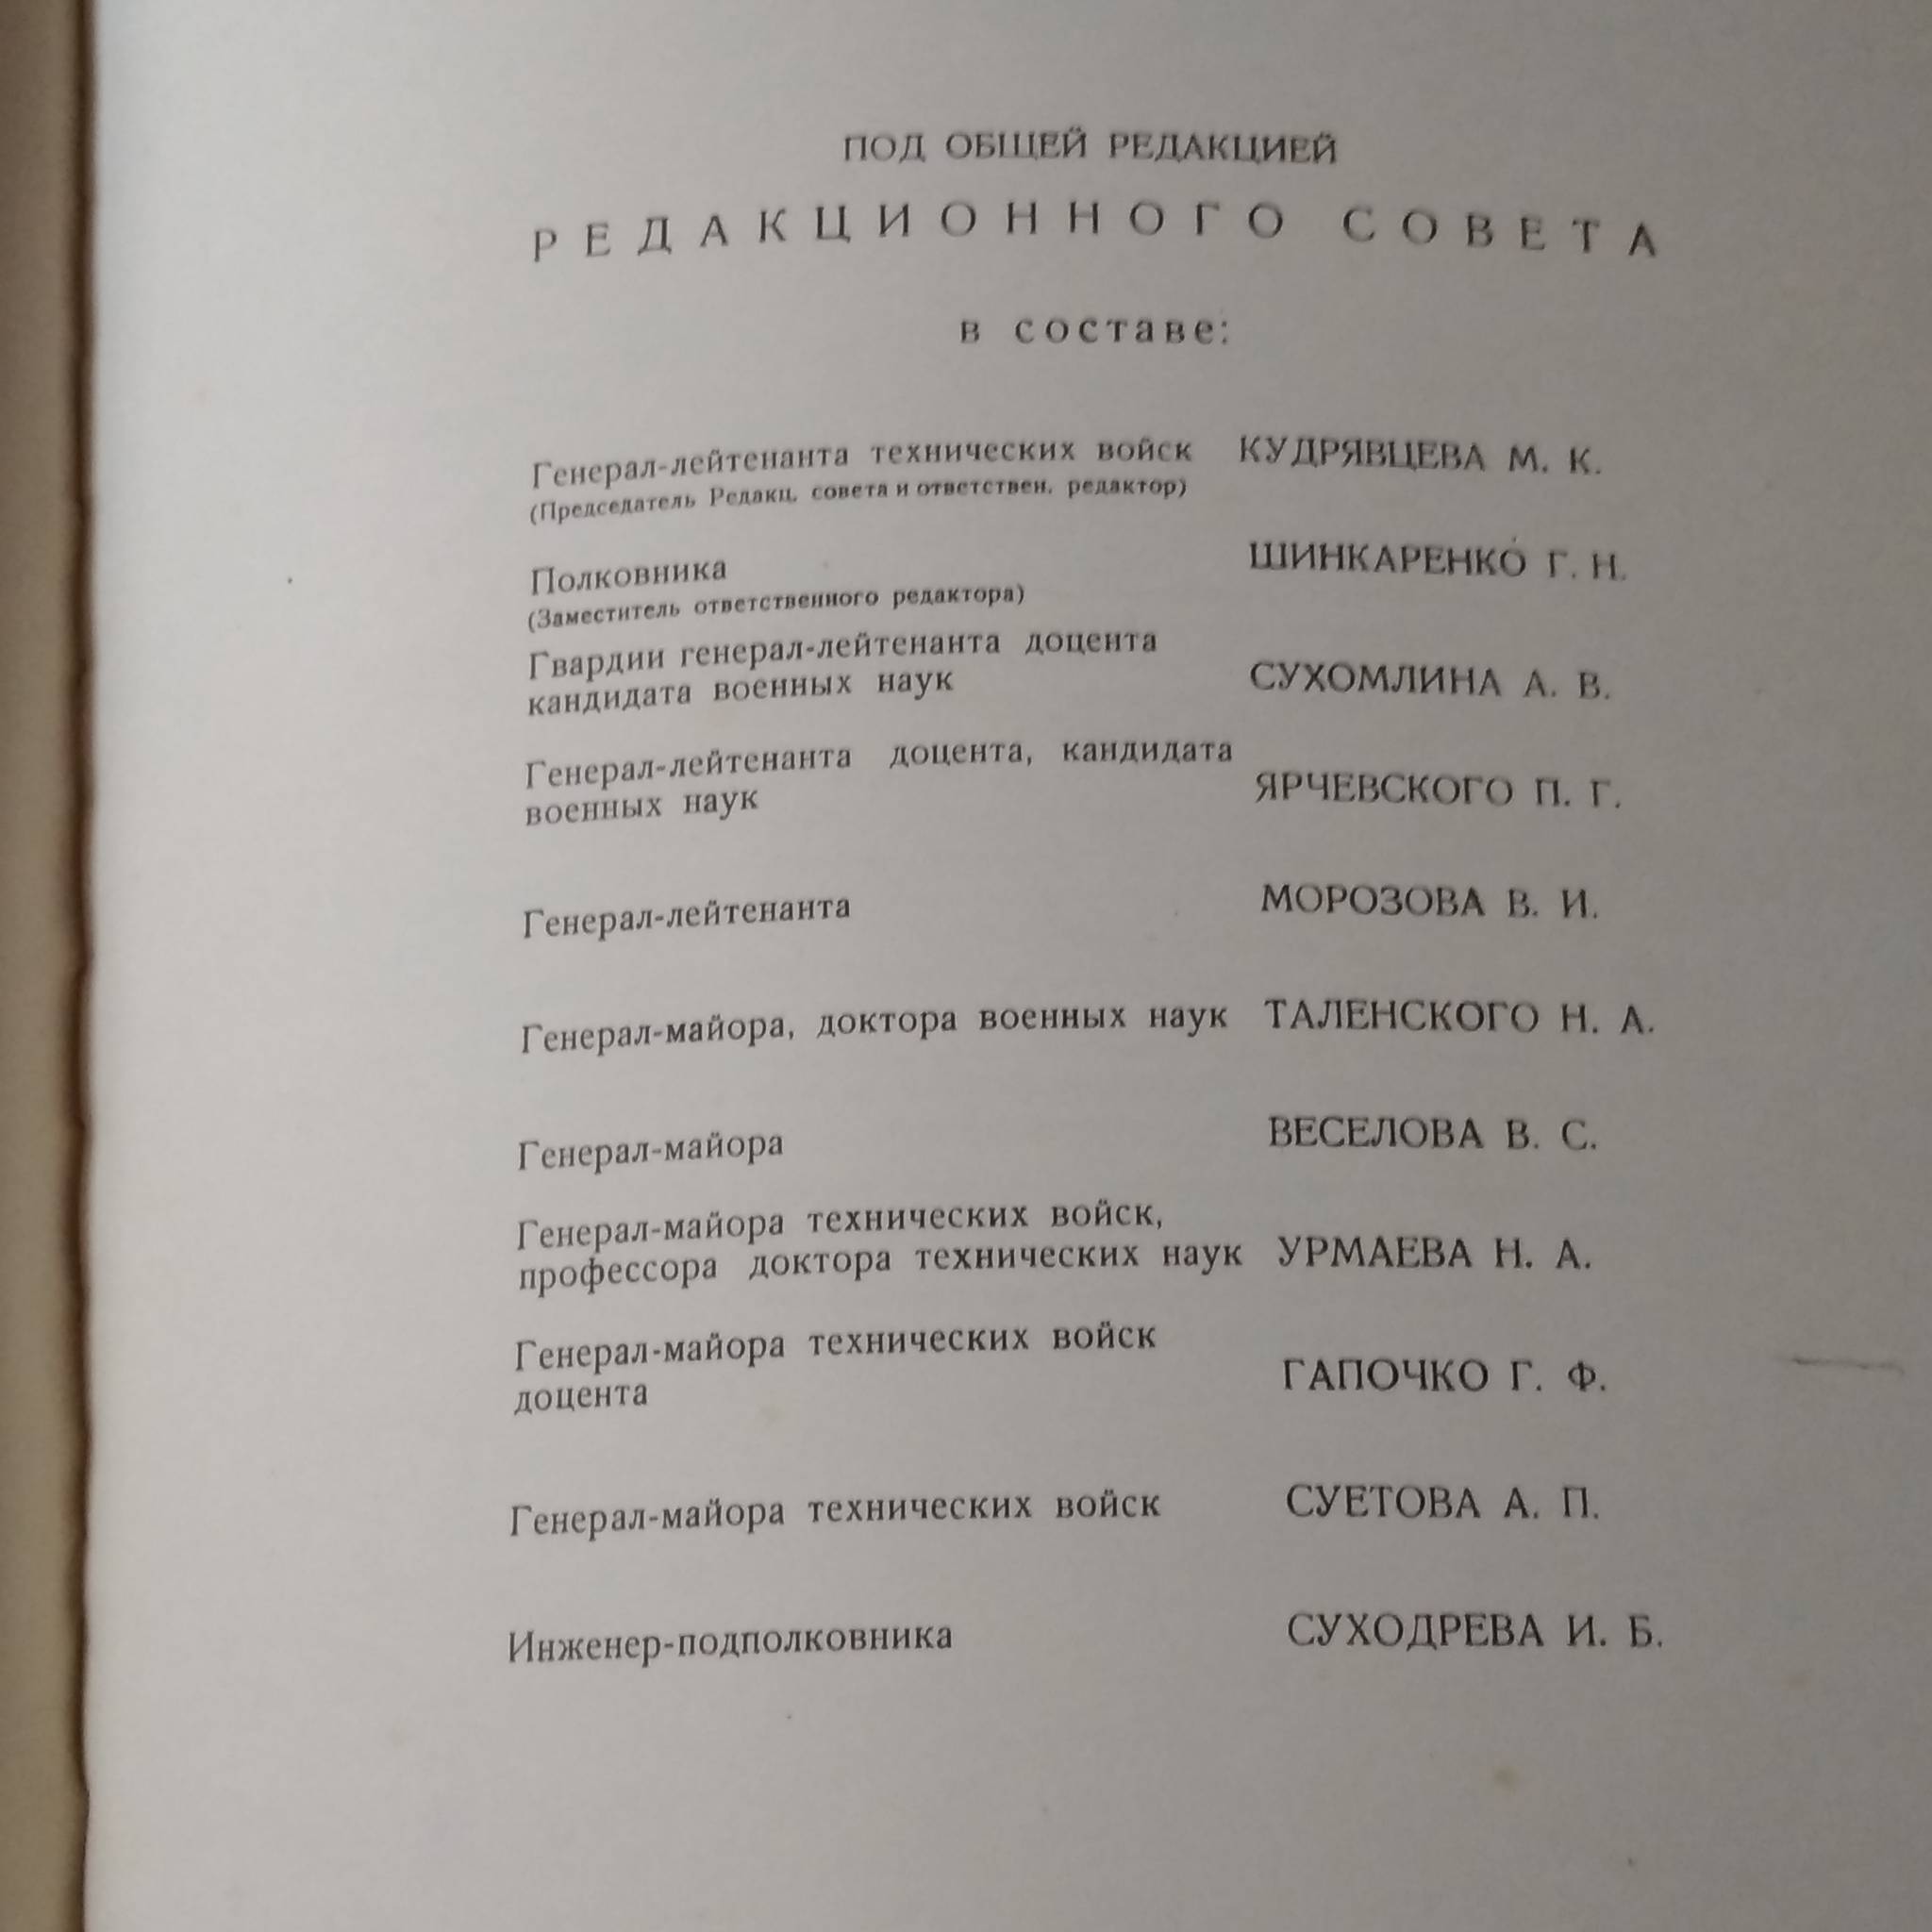 ПОД ОБЩЕЙ РЕДАКЦИЕЙ
РЕДАКЦИОННОГО СОВЕТА
в составе:
Генерал-лейтенанта технических войск КУДРЯВЦЕВА М. К.
(Председатель Редакц. совета и ответствен. редактор)
Полковника ШИНКАРЕНКО Г. Н.
(Заместитель ответственного редактора)
Гвардии генерал-лейтенанта доцента
кандидата военных наук СУХОМЛИНА А. В.
Генерал-лейтенанта доцента, кандидата
военных наук ЯРЧЕВСКОГО П. Г.
Генерал-лейтенанта МОРОЗОВА В. И.
Генерал-майора, доктора военных наук ТАЛЕНСКОГО Н. А.
Генерал-майора ВЕСЕЛОВА В. С.
Генерал-майора технических войск,
профессора доктора технических наук УРМАЕВА Н. А.
Генерал-майора технических войск
доцента ГАПОЧКО Г. Ф.
Генерал-майора технических войск СУЕТОВА А. П.
Инженер-подполковника СУХОДРЕВА И. Б.